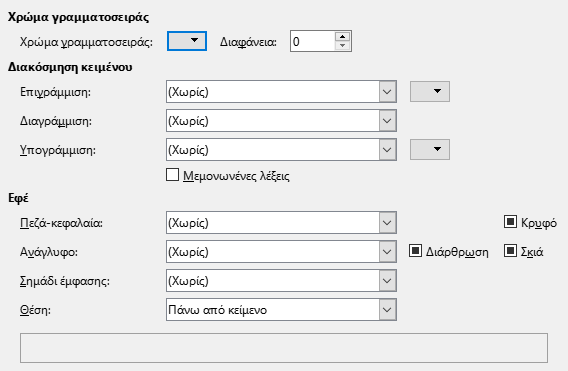 Χρώμα γραμματοσειράς
Χρώμα γραμματοσειράς: Διαφάνεια: 0
Διακόσμηση κειμένου
Επιγράμμιση: (Χωρίς)
Διαγράμμιση: (Χωρίς)
Υπογράμμιση: (Χωρίς)
Μεμονωνένες λέξεις
Εφέ
Πεζά-κεφαλαία: (Χωρίς) Κρυφό
Ανάγλυφο: (Χωρίς) Διάρθρωση Σκιά
Σημάδι έμφασης: (Χωρίς)
Θέση: Πάνω από κείμενο